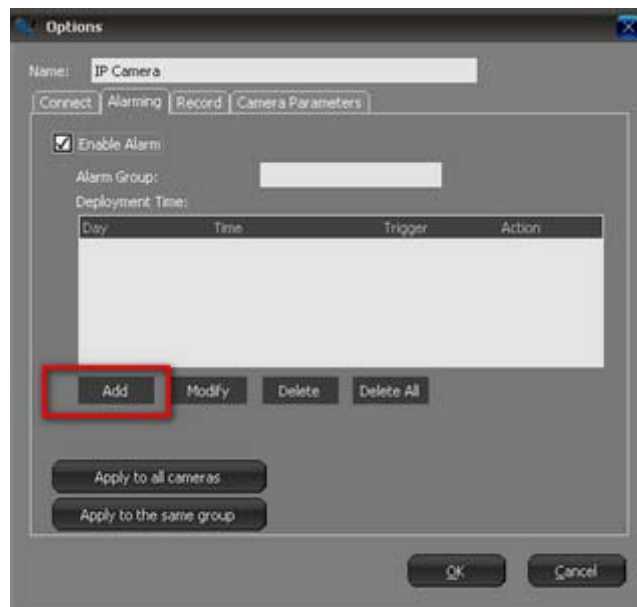 Options
Name: IP Camera
Connect Alarming Record Camera Parameters
Enable Alarm
Alarm Group:
Deployment Time:
Day Time Trigger Action
Add Modify Delete Delete All
Apply to all cameras
Apply to the same group
OK Cancel